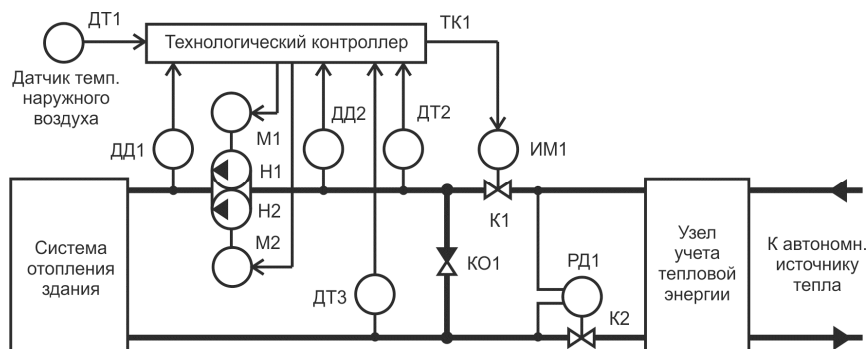 ДТ1
Технологический контроллер
ТК1
Датчик темп.
наружного
воздуха
ДД1
М1
ДД2
ДТ2
ИМ1
Н1
Н2
М2
К1
Система
отопления
здания
ДТ3
КО1
РД1
К2
Узел
учета
тепловой
энергии
К автономн.
источнику
тепла